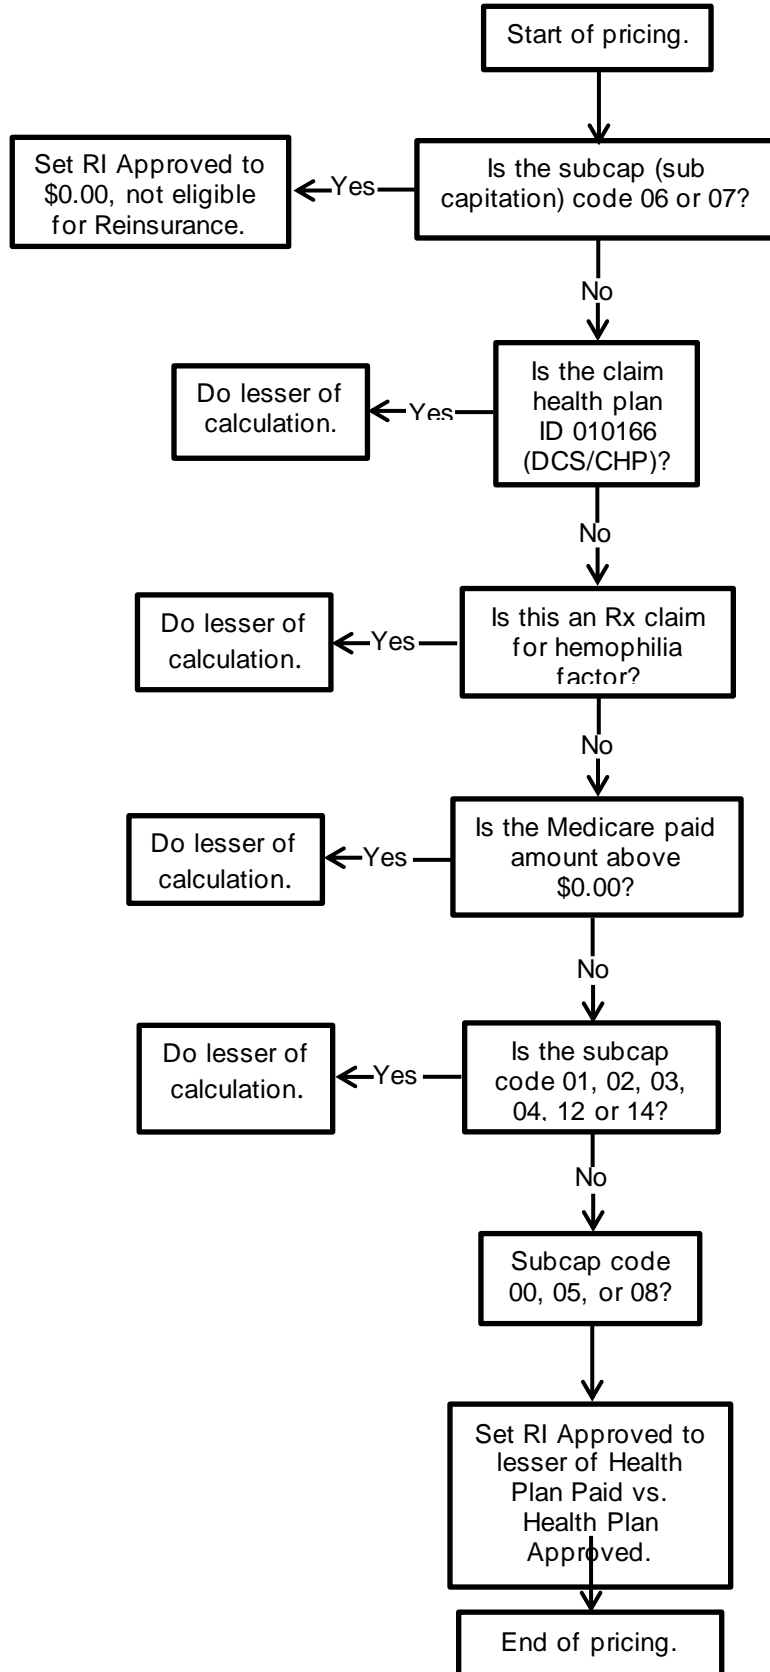 Start of pricing.
Set RI Approved to
$0.00, not eligible
for Reinsurance.
Yes
Is the subcap (sub
capitation) code 06 or 07?
No
Do lesser of
calculation.
Yes
Is the claim
health plan
ID 010166
(DCS/CHP)?
No
Do lesser of
calculation.
Yes
Is this an Rx claim
for hemophilia
factor?
No
Do lesser of
calculation.
Yes
Is the Medicare paid
amount above
$0.00?
No
Do lesser of
calculation.
Yes
Is the subcap
code 01, 02, 03,
04, 12 or 14?
No
Subcap code
00, 05, or 08?
Set RI Approved to
lesser of Health
Plan Paid vs.
Health Plan
Approved.
End of pricing.